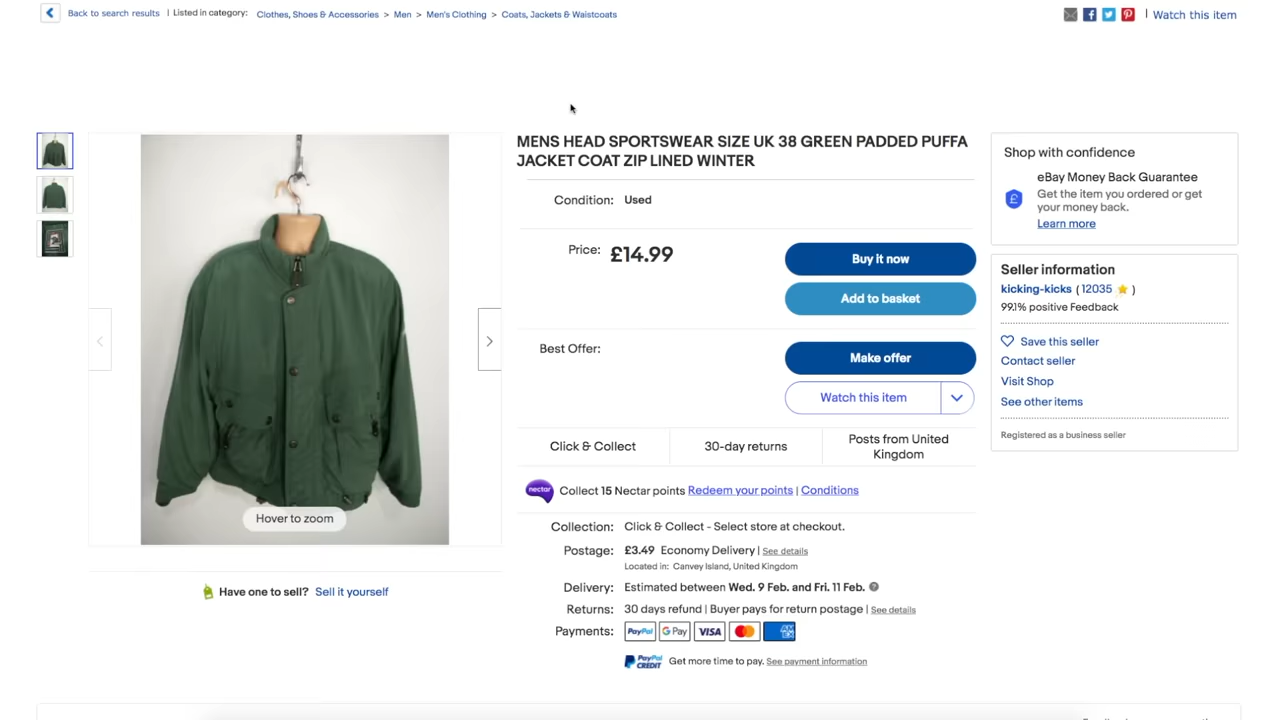 Back to search results | Listed in category: Clothes, Shoes & Accessories > Men > Men's Clothing > Coats, Jackets & Waistcoats
| Watch this item
MENS HEAD SPORTSWEAR SIZE UK 38 GREEN PADDED PUFFA
JACKET COAT ZIP LINED WINTER
Condition: Used
Price: £14.99
Buy it now
Add to basket
Best Offer:
Make offer
Watch this item
Click & Collect
30-day returns
Posts from United
Kingdom
nectar Collect 15 Nectar points Redeem your points | Conditions
Collection: Click & Collect - Select store at checkout.
Postage: £3.49 Economy Delivery | See details
Located in: Canvey Island, United Kingdom
Delivery: Estimated between Wed. 9 Feb. and Fri. 11 Feb.
Returns: 30 days refund | Buyer pays for return postage | See details
Payments: PayPal G Pay VISA AMEX
PayPal CREDIT Get more time to pay. See payment information
Hover to zoom
Have one to sell? Sell it yourself
Shop with confidence
eBay Money Back Guarantee
Get the item you ordered or get
your money back.
Learn more
Seller information
kicking-kicks ( 12035 )
99.1% positive Feedback
Save this seller
Contact seller
Visit Shop
See other items
Registered as a business seller